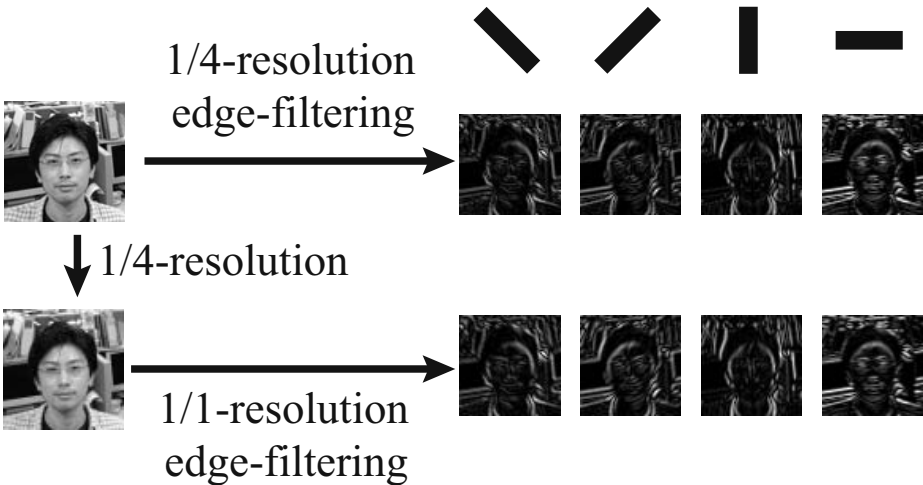 1/4-resolution
edge-filtering
1/4-resolution
1/1-resolution
edge-filtering